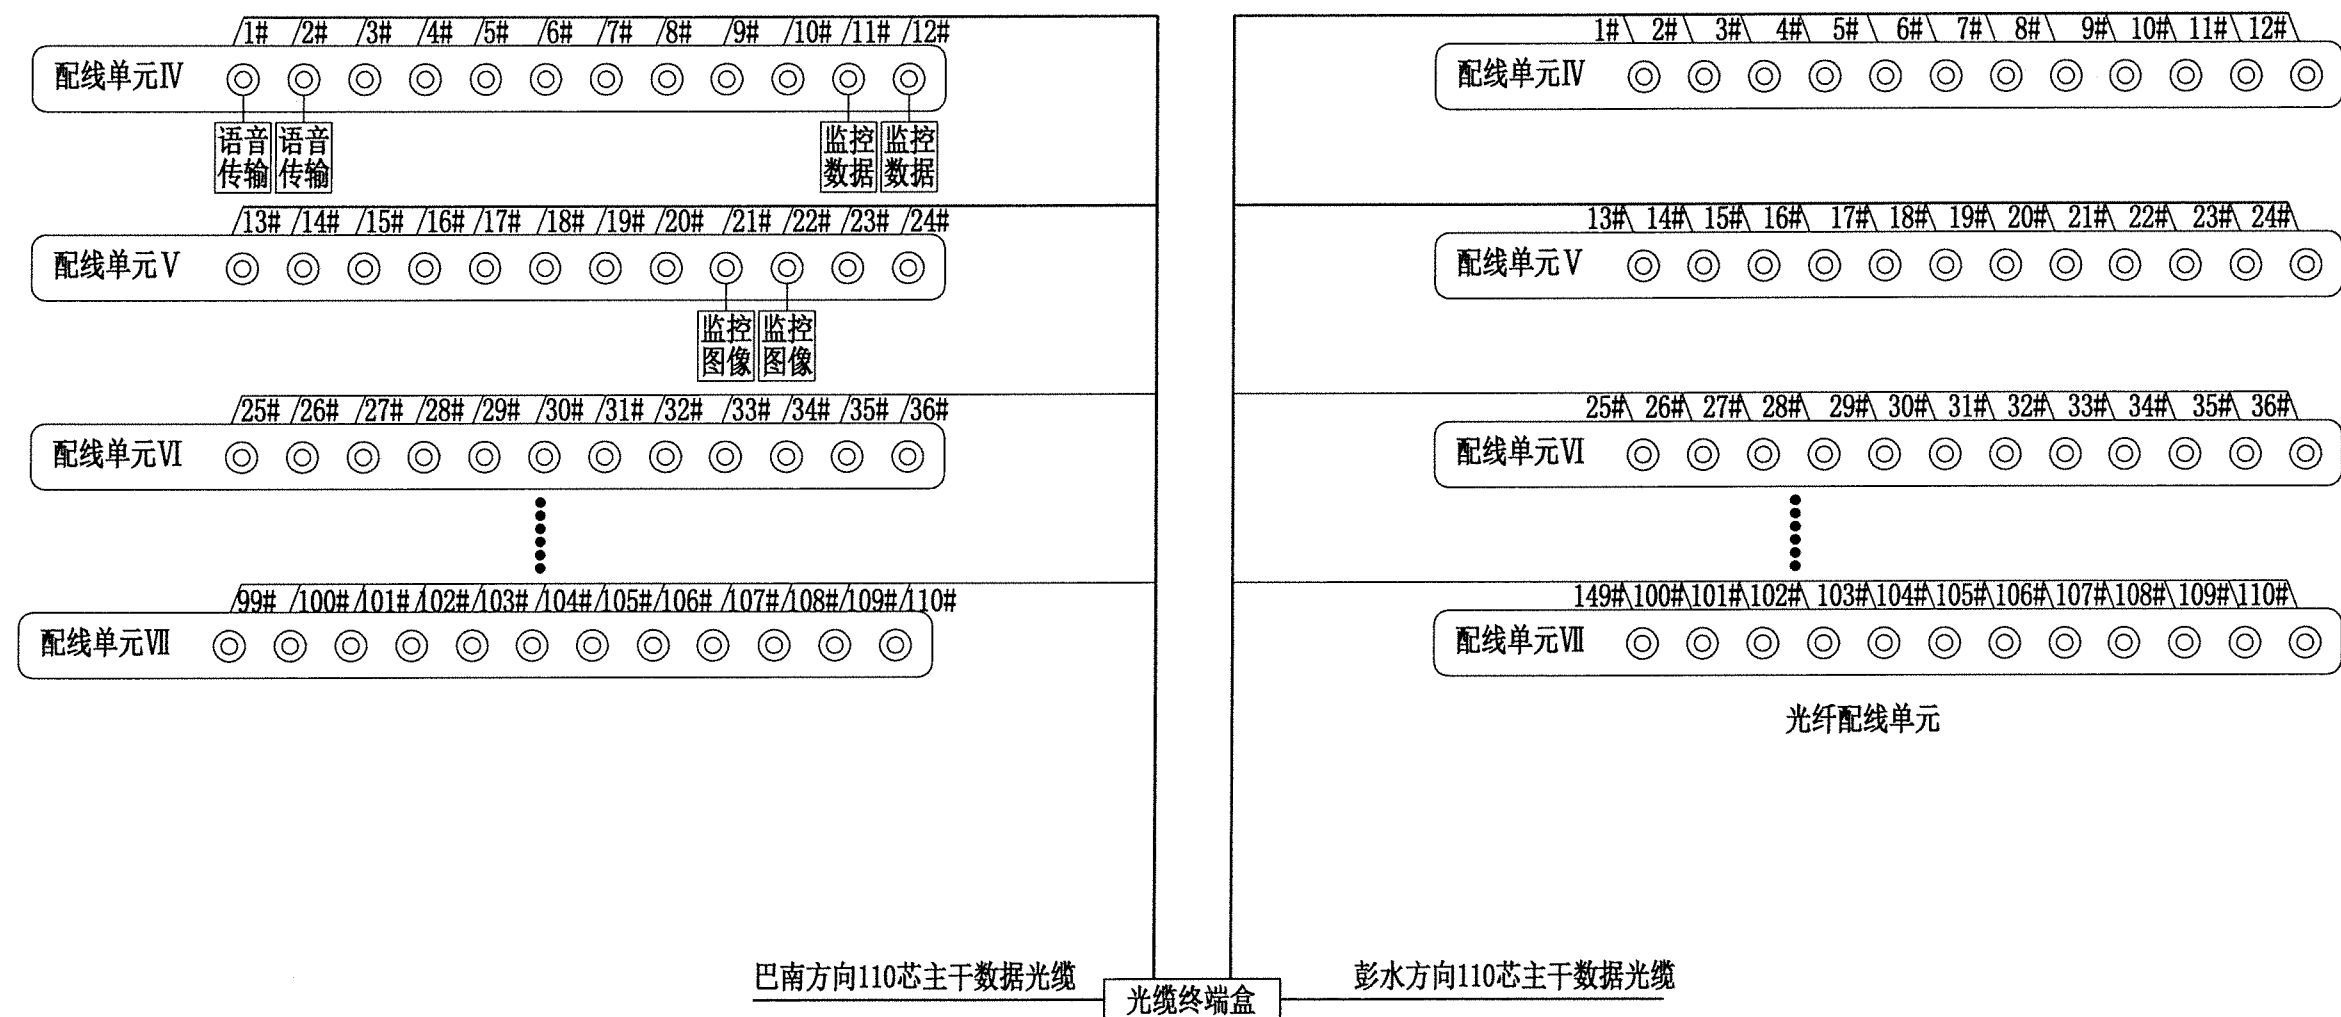 1# 2# 3# 4# 5# 6# 7# 8# 9# 10# 11# 12#
配线单元Ⅳ
语音传输
语音传输
监控数据
监控数据
13# 14# 15# 16# 17# 18# 19# 20# 21# 22# 23# 24#
配线单元Ⅴ
监控图像
监控图像
25# 26# 27# 28# 29# 30# 31# 32# 33# 34# 35# 36#
配线单元Ⅵ
99# 100# 101# 102# 103# 104# 105# 106# 107# 108# 109# 110#
配线单元Ⅶ
1# 2# 3# 4# 5# 6# 7# 8# 9# 10# 11# 12#
配线单元Ⅳ
13# 14# 15# 16# 17# 18# 19# 20# 21# 22# 23# 24#
配线单元Ⅴ
25# 26# 27# 28# 29# 30# 31# 32# 33# 34# 35# 36#
配线单元Ⅵ
149# 100# 101# 102# 103# 104# 105# 106# 107# 108# 109# 110#
配线单元Ⅶ
光纤配线单元
巴南方向110芯主干数据光缆
光缆终端盒
彭水方向110芯主干数据光缆